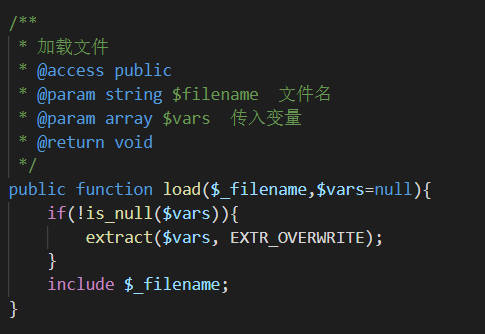 /**
 * 加载文件
 * @access public
 * @param string $filename  文件名
 * @param array $vars  传入变量
 * @return void
 */
public function load($_filename,$vars=null){
    if(!is_null($vars)){
        extract($vars, EXTR_OVERWRITE);
    }
    include $_filename;
}